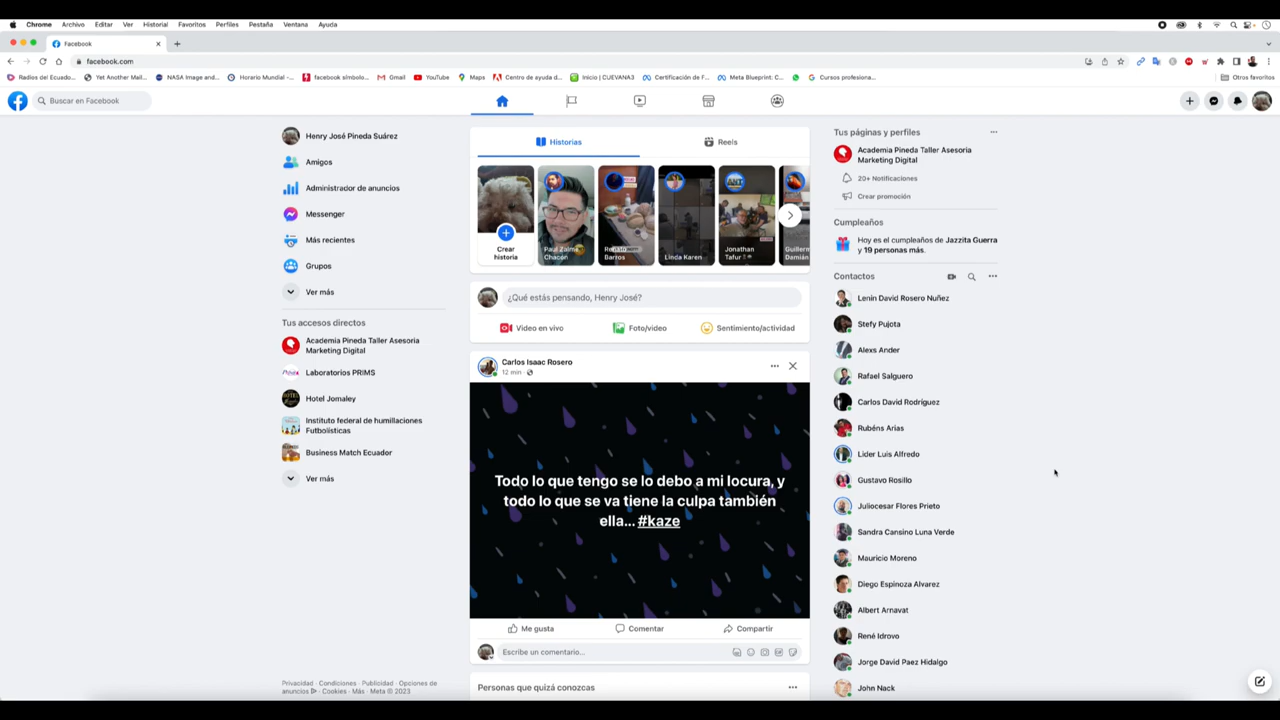 Chrome Archivo Editar Ver Historial Favoritos Perfiles Pestaña Ventana Ayuda
Facebook
facebook.com
Radios del Ecuado... Yet Another Mail... NASA Image and... Horario Mundial -... facebook símbolo... Gmail YouTube Maps Centro de ayuda d... Inicio | CUEVANA3 Certificación de F... Meta Blueprint: C... Cursos profesiona... Otros favoritos
Buscar en Facebook
Henry José Pineda Suárez
Amigos
Administrador de anuncios
Messenger
Más recientes
Grupos
Ver más
Tus accesos directos
Academia Pineda Taller Asesoria
Marketing Digital
Laboratorios PRIMS
Hotel Jomaley
Instituto federal de humillaciones
Futbolísticas
Business Match Ecuador
Ver más
Privacidad · Condiciones · Publicidad · Opciones de
anuncios · Cookies · Más · Meta © 2023
Historias
Reels
Crear
historia
Paul Zaima
Chacón
Renato
Barros
Linda Karen
Jonathan
Tafur
Guillerm
Damián
¿Qué estás pensando, Henry José?
Video en vivo
Foto/video
Sentimiento/actividad
Carlos Isaac Rosero
12 min ·
Todo lo que tengo se lo debo a mi locura, y
todo lo que se va tiene la culpa también
ella... #kaze
Me gusta
Comentar
Compartir
Escribe un comentario...
Personas que quizá conozcas
Tus páginas y perfiles
Academia Pineda Taller Asesoria
Marketing Digital
20+ Notificaciones
Crear promoción
Cumpleaños
Hoy es el cumpleaños de Jazzita Guerra
y 19 personas más.
Contactos
Lenin David Rosero Nuñez
Stefy Pujota
Alexs Ander
Rafael Salguero
Carlos David Rodríguez
Rubéns Arias
Lider Luis Alfredo
Gustavo Rosillo
Juliocesar Flores Prieto
Sandra Cansino Luna Verde
Mauricio Moreno
Diego Espinoza Alvarez
Albert Arnavat
René Idrovo
Jorge David Paez Hidalgo
John Nack